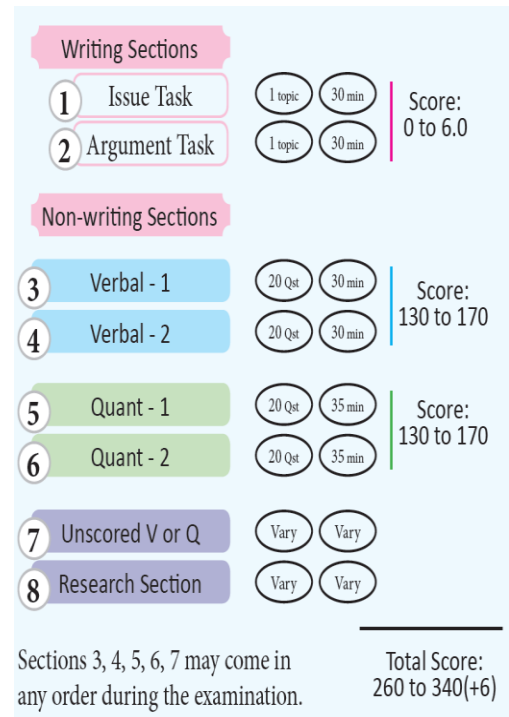 Writing Sections
1 Issue Task 1 topic 30 min
2 Argument Task 1 topic 30 min
Score:
0 to 6.0
Non-writing Sections
3 Verbal - 1 20 Qst 30 min
4 Verbal - 2 20 Qst 30 min
Score:
130 to 170
5 Quant - 1 20 Qst 35 min
6 Quant - 2 20 Qst 35 min
Score:
130 to 170
7 Unscored V or Q Vary Vary
8 Research Section Vary Vary
Sections 3, 4, 5, 6, 7 may come in
any order during the examination.
Total Score:
260 to 340(+6)